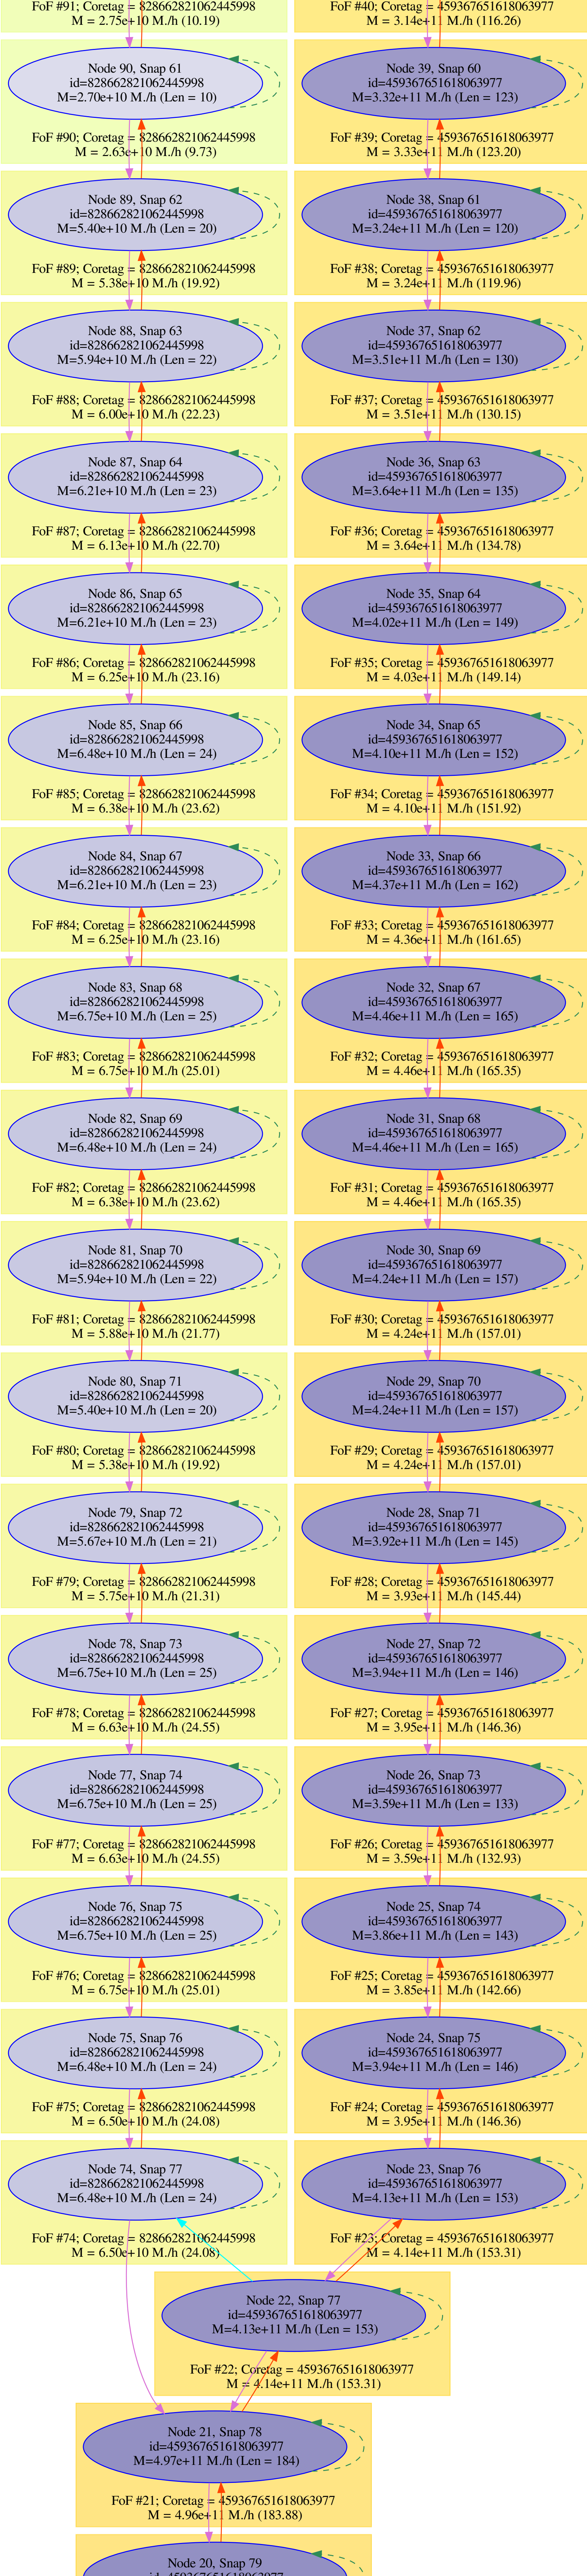 FoF #91; Coretag = 828662821062445998
M = 2.75e+10 M./h (10.19)
Node 90, Snap 61
id=828662821062445998
M=2.70e+10 M./h (Len = 10)
FoF #90; Coretag = 828662821062445998
M = 2.63e+10 M./h (9.73)
Node 89, Snap 62
id=828662821062445998
M=5.40e+10 M./h (Len = 20)
FoF #89; Coretag = 828662821062445998
M = 5.38e+10 M./h (19.92)
Node 88, Snap 63
id=828662821062445998
M=5.94e+10 M./h (Len = 22)
FoF #88; Coretag = 828662821062445998
M = 6.00e+10 M./h (22.23)
Node 87, Snap 64
id=828662821062445998
M=6.21e+10 M./h (Len = 23)
FoF #87; Coretag = 828662821062445998
M = 6.13e+10 M./h (22.70)
Node 86, Snap 65
id=828662821062445998
M=6.21e+10 M./h (Len = 23)
FoF #86; Coretag = 828662821062445998
M = 6.25e+10 M./h (23.16)
Node 85, Snap 66
id=828662821062445998
M=6.48e+10 M./h (Len = 24)
FoF #85; Coretag = 828662821062445998
M = 6.38e+10 M./h (23.62)
Node 84, Snap 67
id=828662821062445998
M=6.21e+10 M./h (Len = 23)
FoF #84; Coretag = 828662821062445998
M = 6.25e+10 M./h (23.16)
Node 83, Snap 68
id=828662821062445998
M=6.75e+10 M./h (Len = 25)
FoF #83; Coretag = 828662821062445998
M = 6.75e+10 M./h (25.01)
Node 82, Snap 69
id=828662821062445998
M=6.48e+10 M./h (Len = 24)
FoF #82; Coretag = 828662821062445998
M = 6.38e+10 M./h (23.62)
Node 81, Snap 70
id=828662821062445998
M=5.94e+10 M./h (Len = 22)
FoF #81; Coretag = 828662821062445998
M = 5.88e+10 M./h (21.77)
Node 80, Snap 71
id=828662821062445998
M=5.40e+10 M./h (Len = 20)
FoF #80; Coretag = 828662821062445998
M = 5.38e+10 M./h (19.92)
Node 79, Snap 72
id=828662821062445998
M=5.67e+10 M./h (Len = 21)
FoF #79; Coretag = 828662821062445998
M = 5.75e+10 M./h (21.31)
Node 78, Snap 73
id=828662821062445998
M=6.75e+10 M./h (Len = 25)
FoF #78; Coretag = 828662821062445998
M = 6.63e+10 M./h (24.55)
Node 77, Snap 74
id=828662821062445998
M=6.75e+10 M./h (Len = 25)
FoF #77; Coretag = 828662821062445998
M = 6.63e+10 M./h (24.55)
Node 76, Snap 75
id=828662821062445998
M=6.75e+10 M./h (Len = 25)
FoF #76; Coretag = 828662821062445998
M = 6.75e+10 M./h (25.01)
Node 75, Snap 76
id=828662821062445998
M=6.48e+10 M./h (Len = 24)
FoF #75; Coretag = 828662821062445998
M = 6.50e+10 M./h (24.08)
Node 74, Snap 77
id=828662821062445998
M=6.48e+10 M./h (Len = 24)
FoF #74; Coretag = 828662821062445998
M = 6.50e+10 M./h (24.08)
FoF #40; Coretag = 459367651618063977
M = 3.14e+11 M./h (116.26)
Node 39, Snap 60
id=459367651618063977
M=3.32e+11 M./h (Len = 123)
FoF #39; Coretag = 459367651618063977
M = 3.33e+11 M./h (123.20)
Node 38, Snap 61
id=459367651618063977
M=3.24e+11 M./h (Len = 120)
FoF #38; Coretag = 459367651618063977
M = 3.24e+11 M./h (119.96)
Node 37, Snap 62
id=459367651618063977
M=3.51e+11 M./h (Len = 130)
FoF #37; Coretag = 459367651618063977
M = 3.51e+11 M./h (130.15)
Node 36, Snap 63
id=459367651618063977
M=3.64e+11 M./h (Len = 135)
FoF #36; Coretag = 459367651618063977
M = 3.64e+11 M./h (134.78)
Node 35, Snap 64
id=459367651618063977
M=4.02e+11 M./h (Len = 149)
FoF #35; Coretag = 459367651618063977
M = 4.03e+11 M./h (149.14)
Node 34, Snap 65
id=459367651618063977
M=4.10e+11 M./h (Len = 152)
FoF #34; Coretag = 459367651618063977
M = 4.10e+11 M./h (151.92)
Node 33, Snap 66
id=459367651618063977
M=4.37e+11 M./h (Len = 162)
FoF #33; Coretag = 459367651618063977
M = 4.36e+11 M./h (161.65)
Node 32, Snap 67
id=459367651618063977
M=4.46e+11 M./h (Len = 165)
FoF #32; Coretag = 459367651618063977
M = 4.46e+11 M./h (165.35)
Node 31, Snap 68
id=459367651618063977
M=4.46e+11 M./h (Len = 165)
FoF #31; Coretag = 459367651618063977
M = 4.46e+11 M./h (165.35)
Node 30, Snap 69
id=459367651618063977
M=4.24e+11 M./h (Len = 157)
FoF #30; Coretag = 459367651618063977
M = 4.24e+11 M./h (157.01)
Node 29, Snap 70
id=459367651618063977
M=4.24e+11 M./h (Len = 157)
FoF #29; Coretag = 459367651618063977
M = 4.24e+11 M./h (157.01)
Node 28, Snap 71
id=459367651618063977
M=3.92e+11 M./h (Len = 145)
FoF #28; Coretag = 459367651618063977
M = 3.93e+11 M./h (145.44)
Node 27, Snap 72
id=459367651618063977
M=3.94e+11 M./h (Len = 146)
FoF #27; Coretag = 459367651618063977
M = 3.95e+11 M./h (146.36)
Node 26, Snap 73
id=459367651618063977
M=3.59e+11 M./h (Len = 133)
FoF #26; Coretag = 459367651618063977
M = 3.59e+11 M./h (132.93)
Node 25, Snap 74
id=459367651618063977
M=3.86e+11 M./h (Len = 143)
FoF #25; Coretag = 459367651618063977
M = 3.85e+11 M./h (142.66)
Node 24, Snap 75
id=459367651618063977
M=3.94e+11 M./h (Len = 146)
FoF #24; Coretag = 459367651618063977
M = 3.95e+11 M./h (146.36)
Node 23, Snap 76
id=459367651618063977
M=4.13e+11 M./h (Len = 153)
FoF #23; Coretag = 459367651618063977
M = 4.14e+11 M./h (153.31)
Node 22, Snap 77
id=459367651618063977
M=4.13e+11 M./h (Len = 153)
FoF #22; Coretag = 459367651618063977
M = 4.14e+11 M./h (153.31)
Node 21, Snap 78
id=459367651618063977
M=4.97e+11 M./h (Len = 184)
FoF #21; Coretag = 459367651618063977
M = 4.96e+11 M./h (183.88)
Node 20, Snap 79